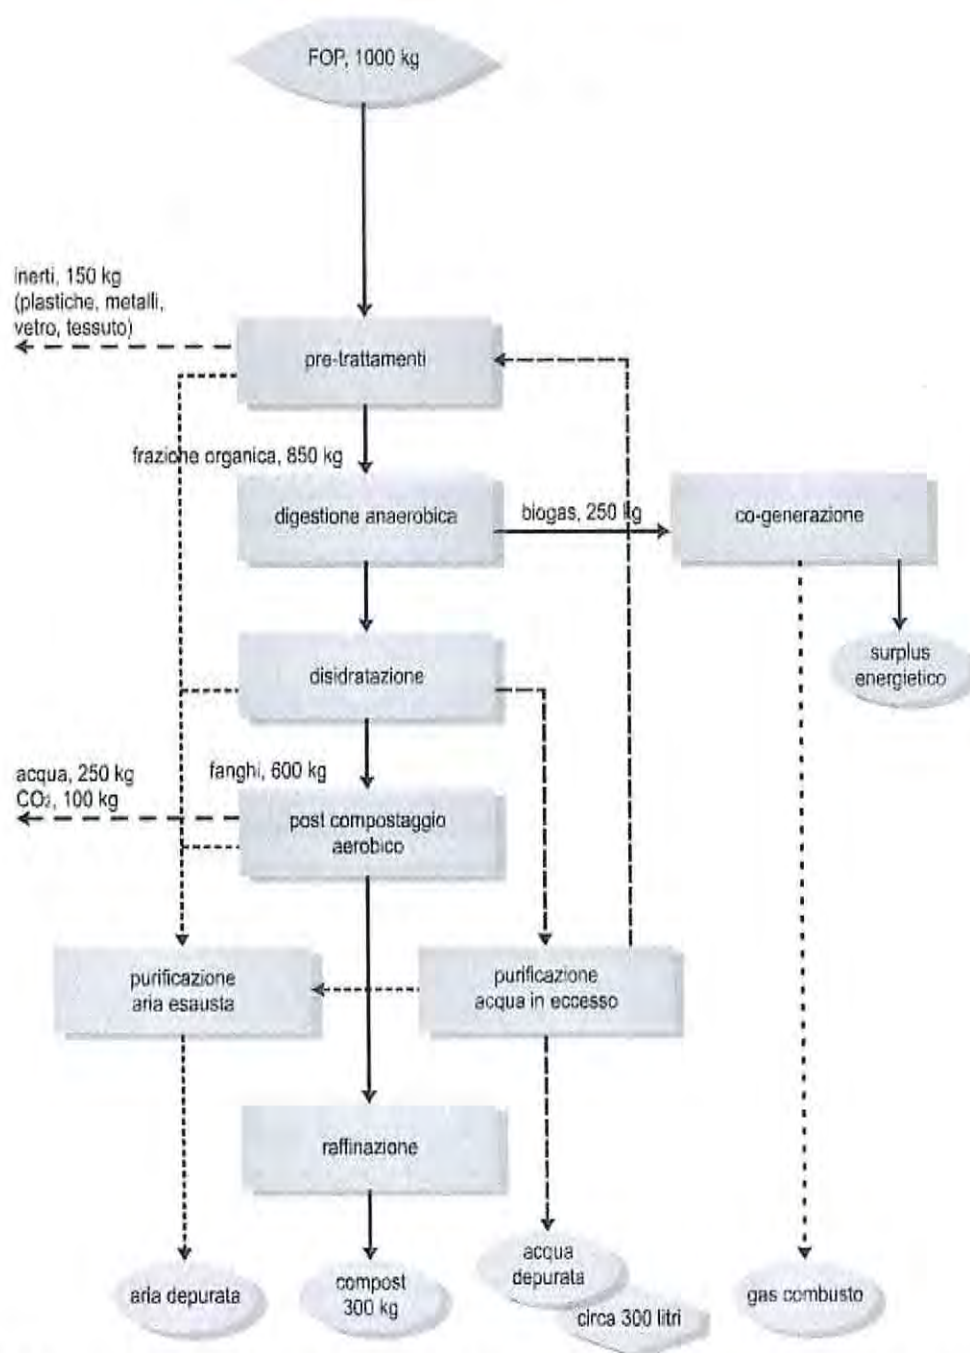 FOP, 1000 kg
inerti, 150 kg
(plastiche, metalli,
vetro, tessuto)
pre-trattamenti
frazione organica, 850 kg
digestione anaerobica
biogas, 250 kg
co-generazione
surplus
energietico
disidratazione
acqua, 250 kg
CO₂, 100 kg
fanghi, 600 kg
post compostaggio
aerobico
purificazione
aria esausta
purificazione
acqua in eccesso
raffinazione
aria depurata
compost
300 kg
acqua
depurata
circa 300 litri
gas combusto